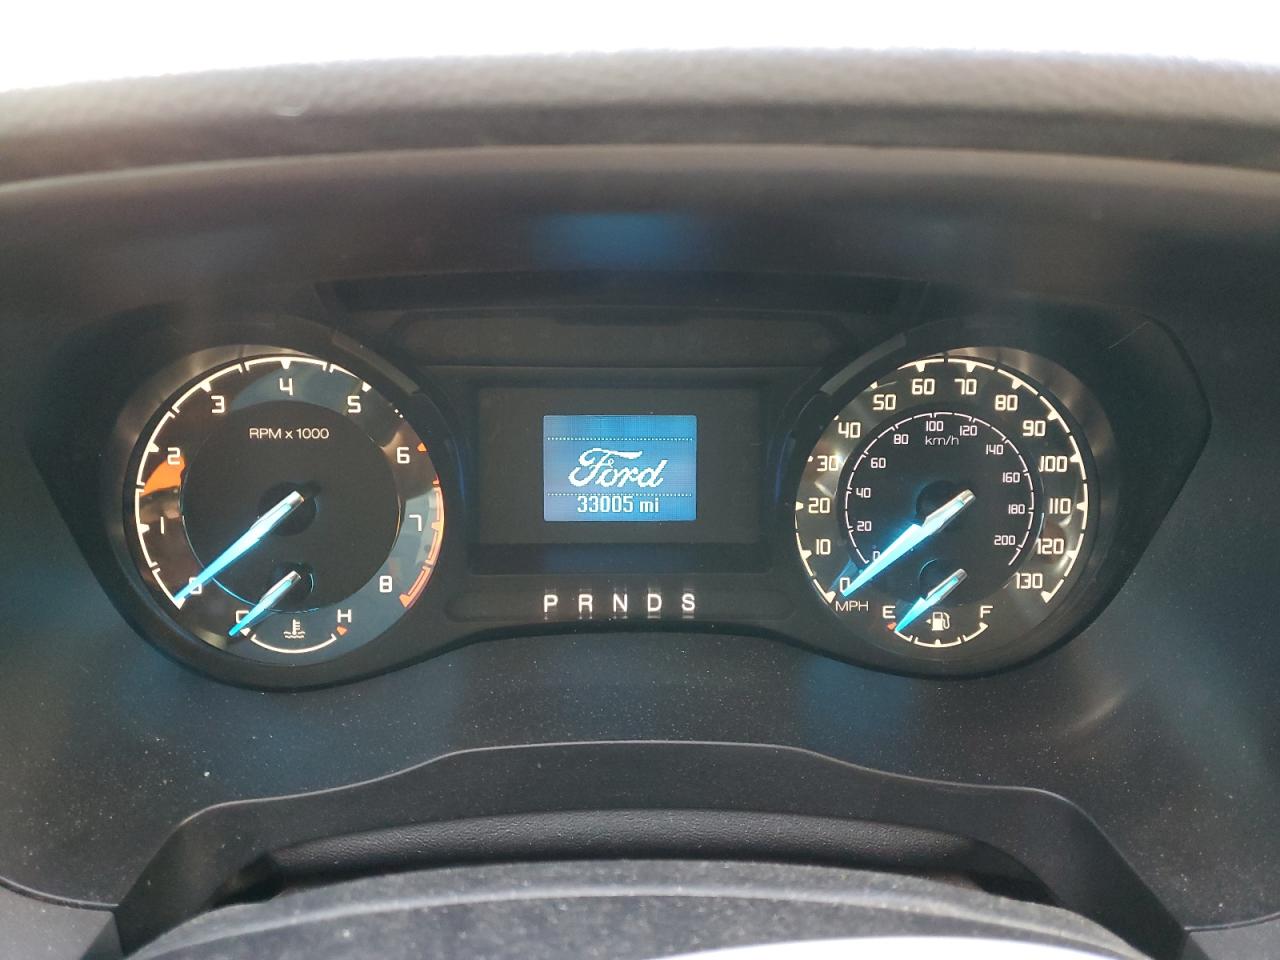 0 1 2 3 4 5 6 7 8
RPM x 1000
C H
Ford
33005 mi
P R N D S
0 10 20 30 40 50 60 70 80 90 100 110 120 130
MPH
0 20 40 60 80 100 120 140 160 180 200
km/h
E F